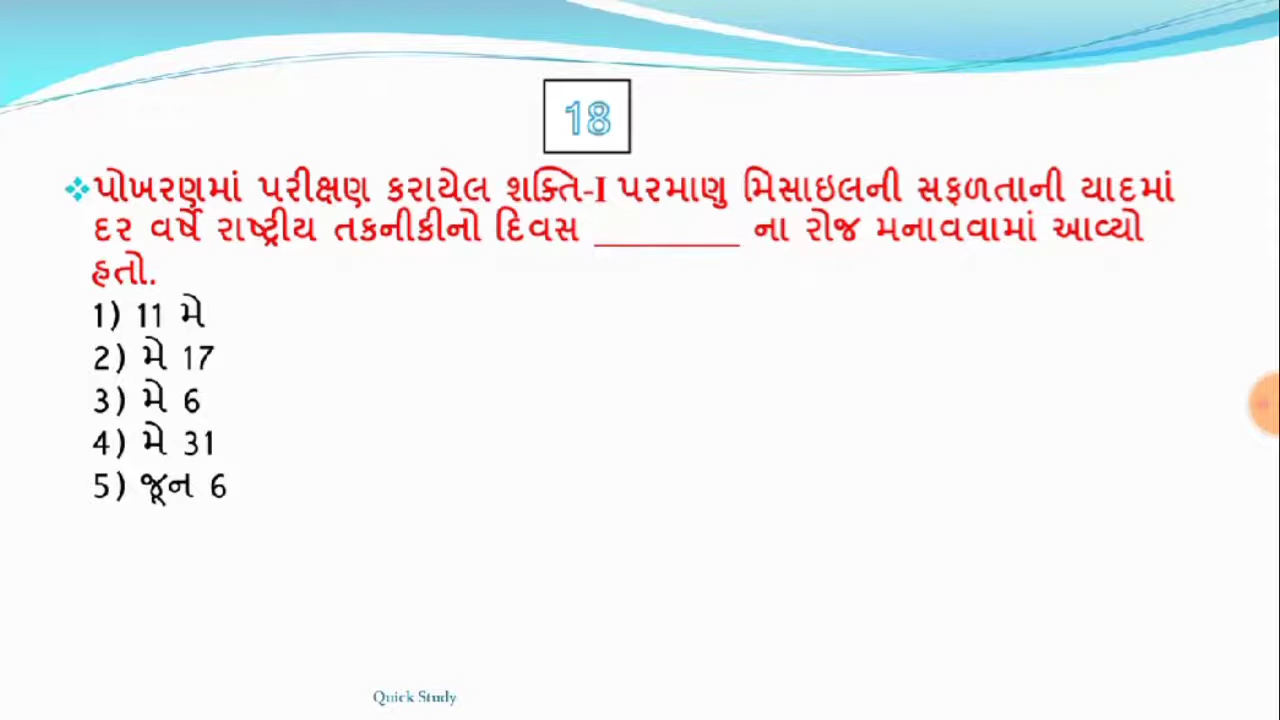 18
❖પોખરણમાં પરીક્ષણ કરાયેલ શક્તિ-I પરમાણુ મિસાઇલની સફળતાની યાદમાં
દર વર્ષે રાષ્ટ્રીય તકનીકીનો દિવસ ________ ના રોજ મનાવવામાં આવ્યો
હતો.
1) 11 મે
2) મે 17
3) મે 6
4) મે 31
5) જૂન 6
Quick Study